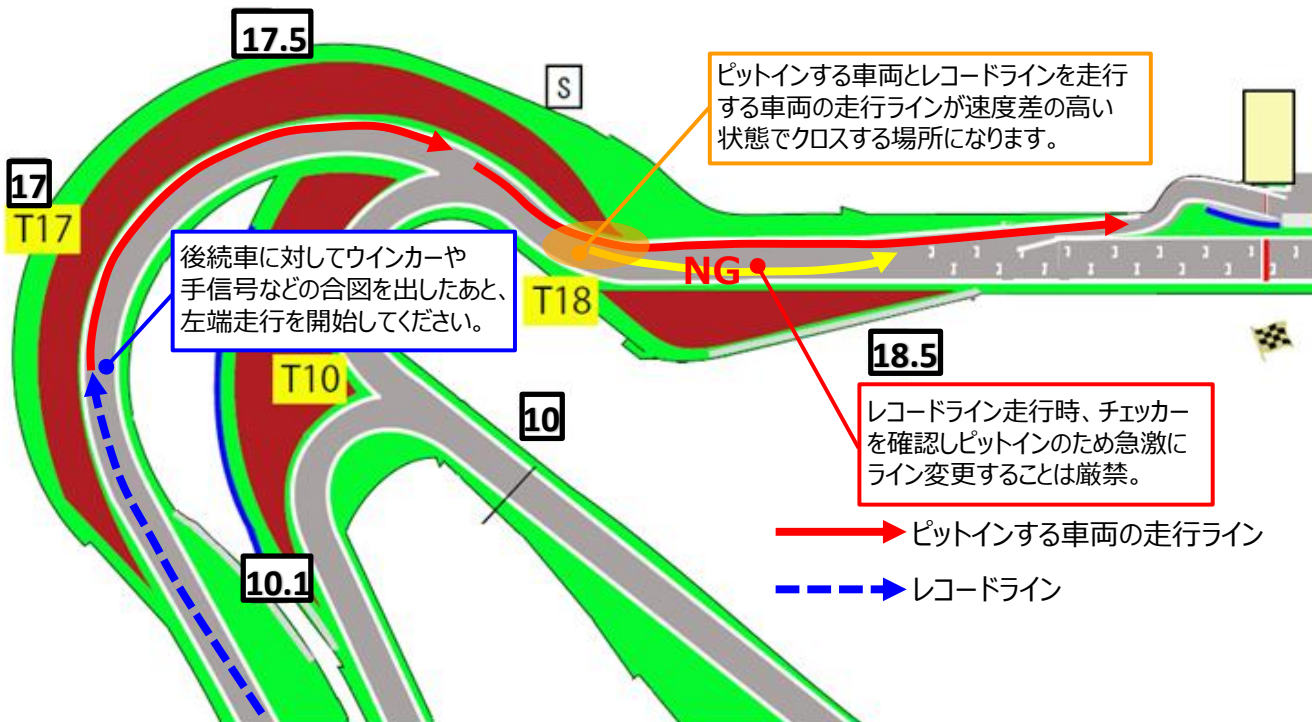 17.5
S
ピットインする車両とレコードラインを走行
する車両の走行ラインが速度差の高い
状態でクロスする場所になります。
17
T17
後続車に対してウインカーや
手信号などの合図を出したあと、
左端走行を開始してください。
NG
T18
18.5
T10
10
レコードライン走行時、チェッカー
を確認しピットインのため急激に
ライン変更することは厳禁。
ピットインする車両の走行ライン
10.1
レコードライン